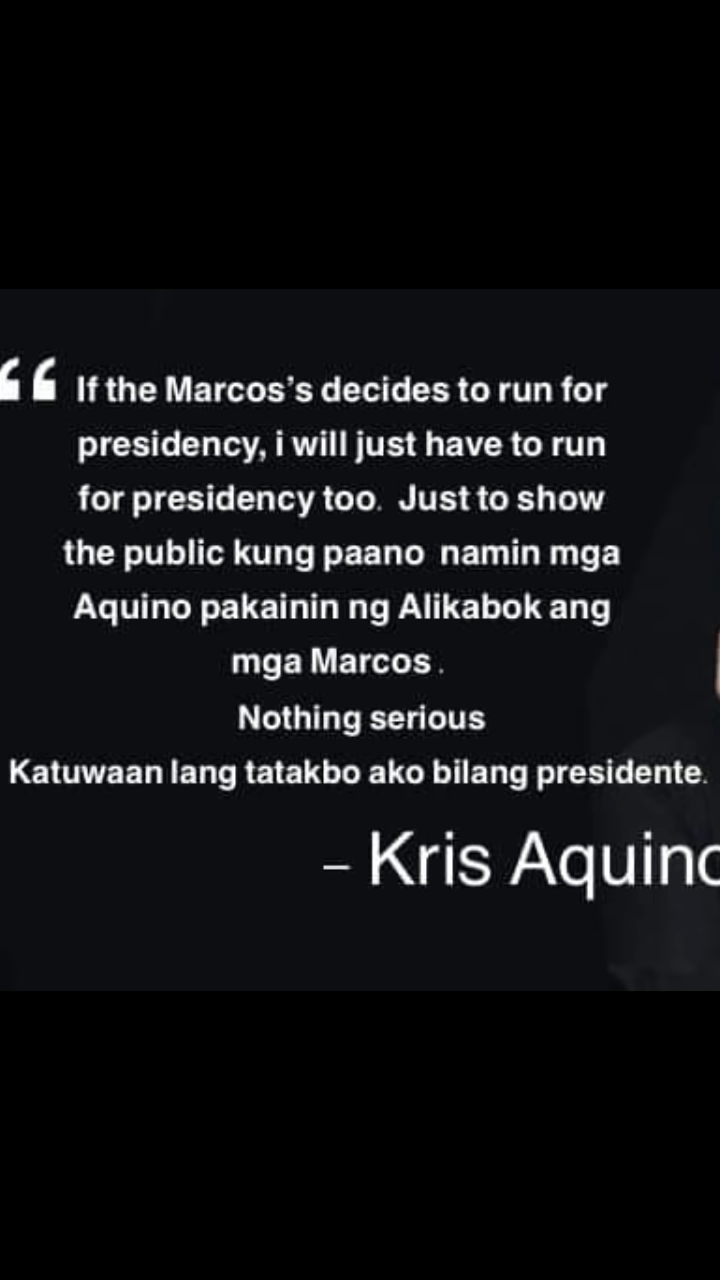 “ If the Marcos’s decides to run for
presidency, i will just have to run
for presidency too. Just to show
the public kung paano namin mga
Aquino pakainin ng Alikabok ang
mga Marcos .
Nothing serious
Katuwaan lang tatakbo ako bilang presidente.
– Kris Aquino